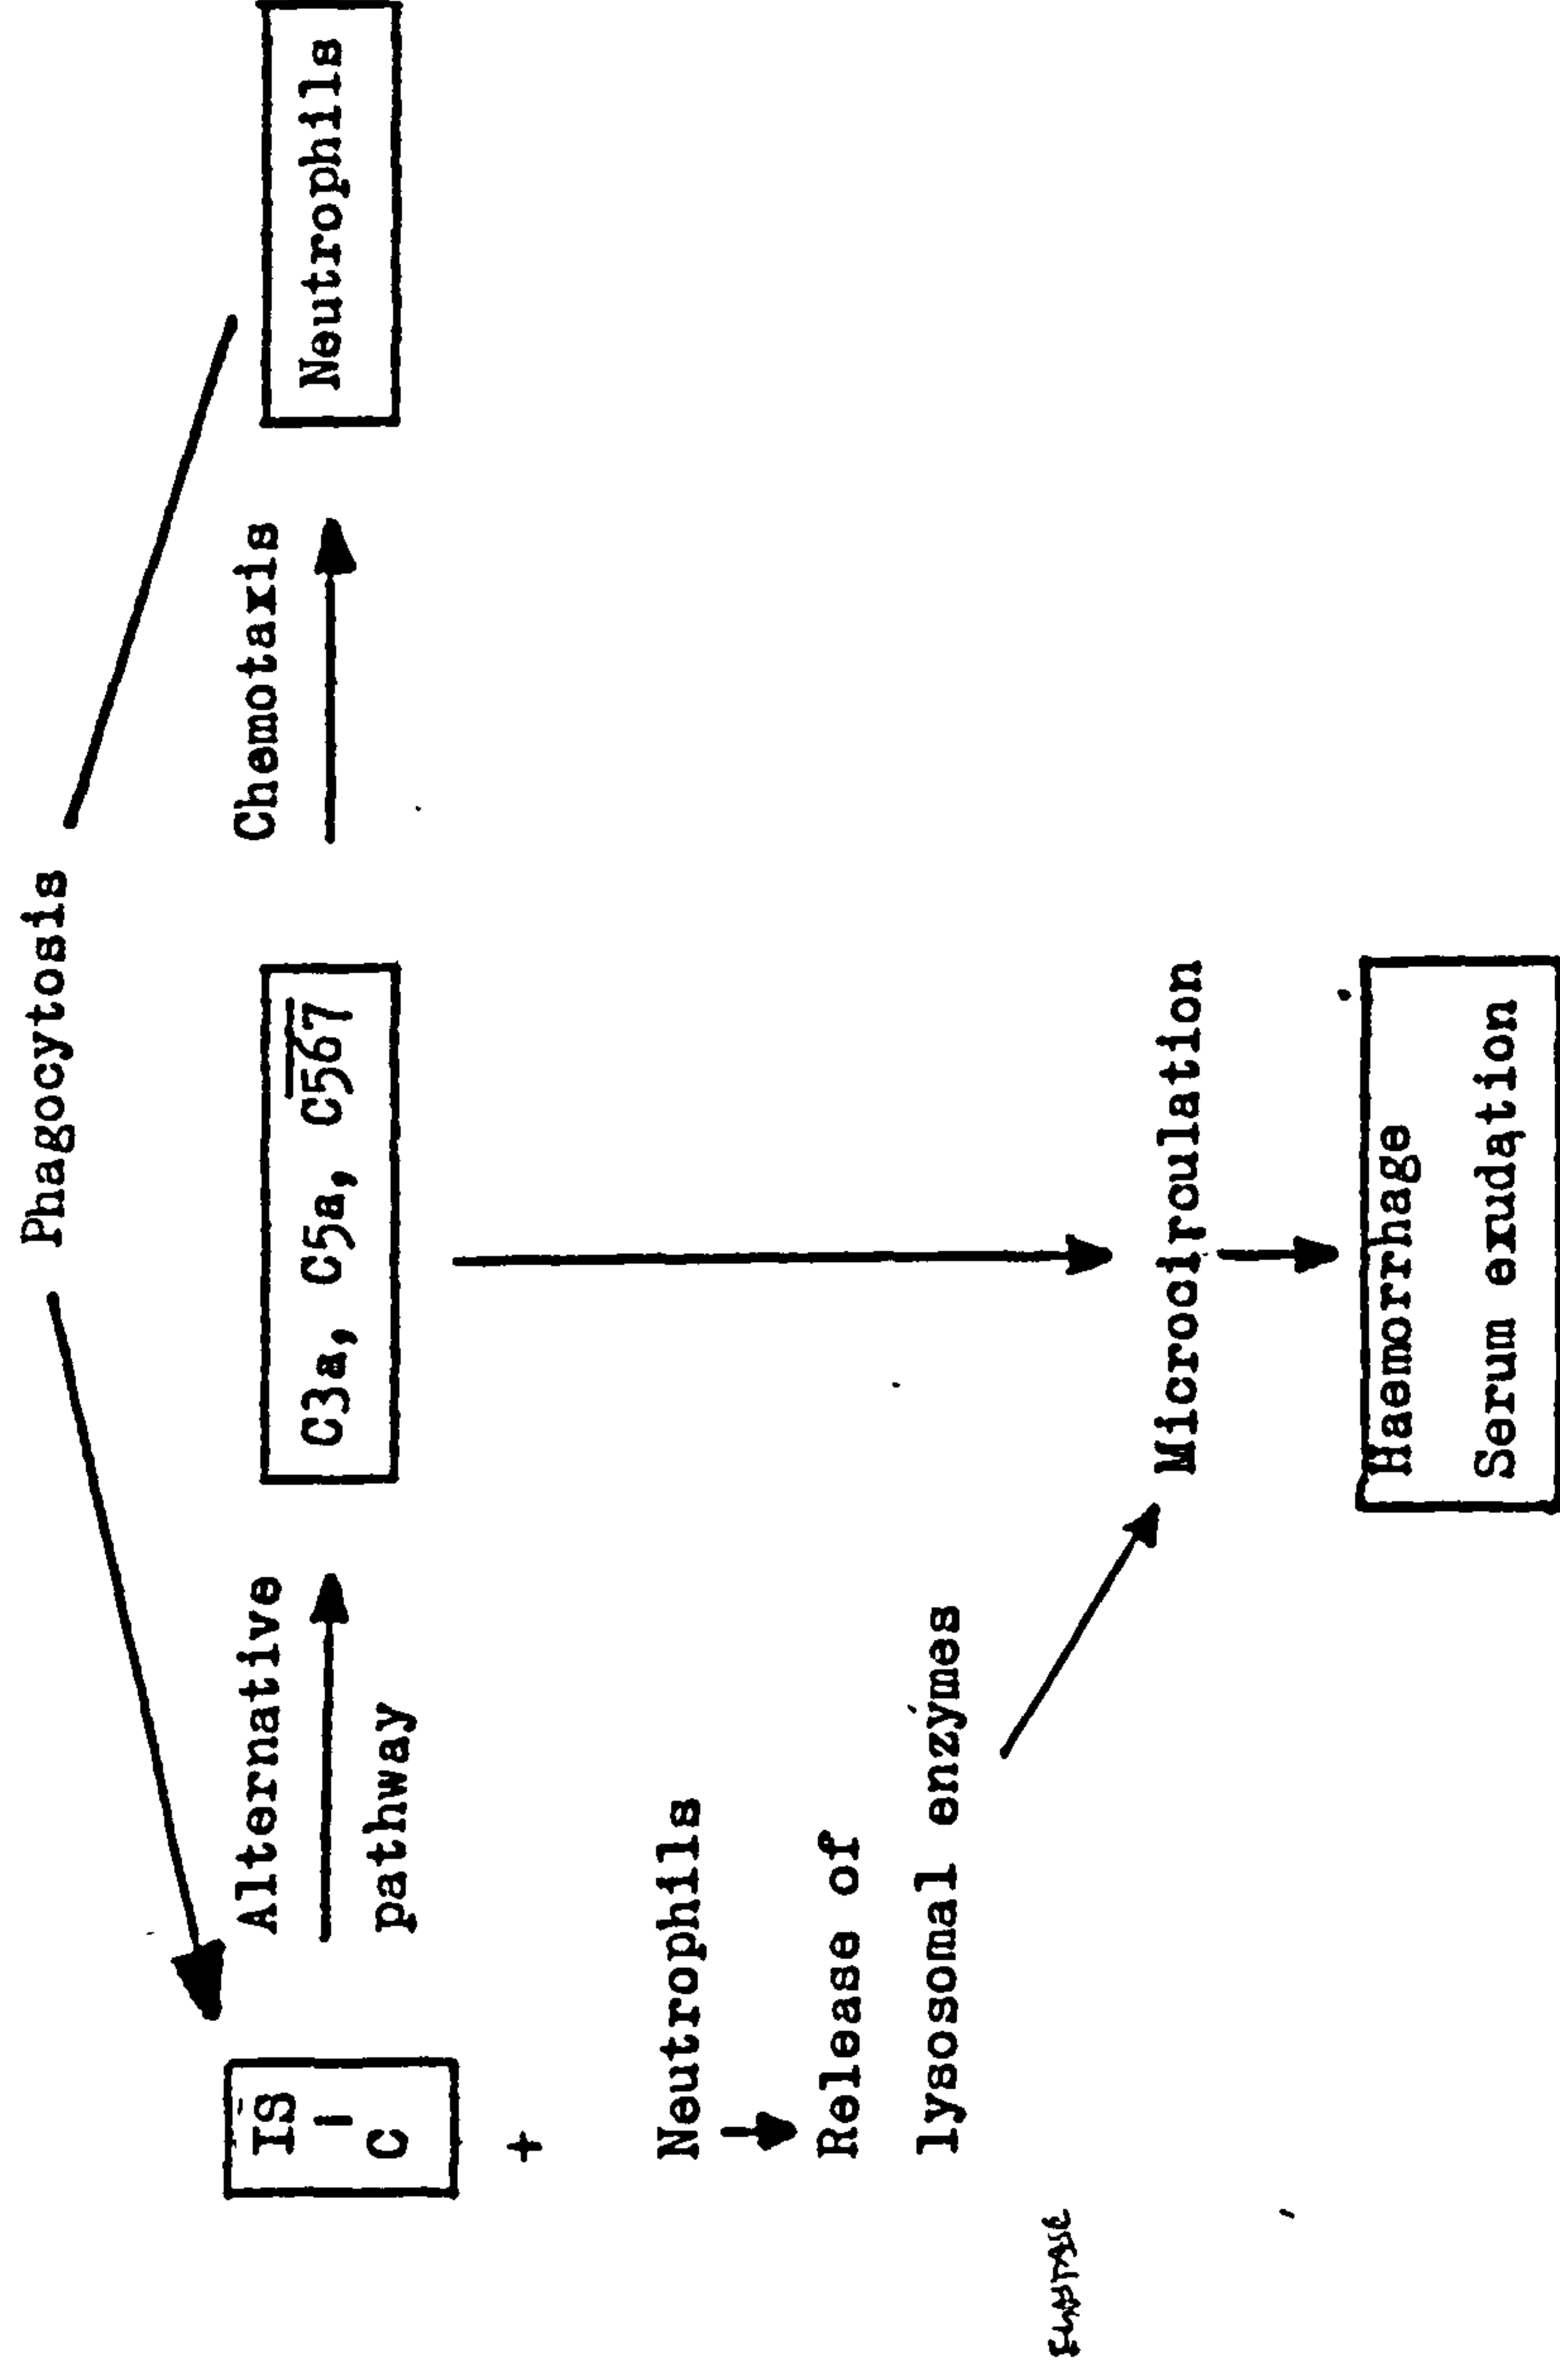 Phagocytosis
Alternative
pathway
Chemotaxis
IS
C
C3a, C5a, C567
Neutrophils
+
Neutrophils
Release of
lysosomal enzymes
Microcirculation
Haemorrhage
Serum exudation